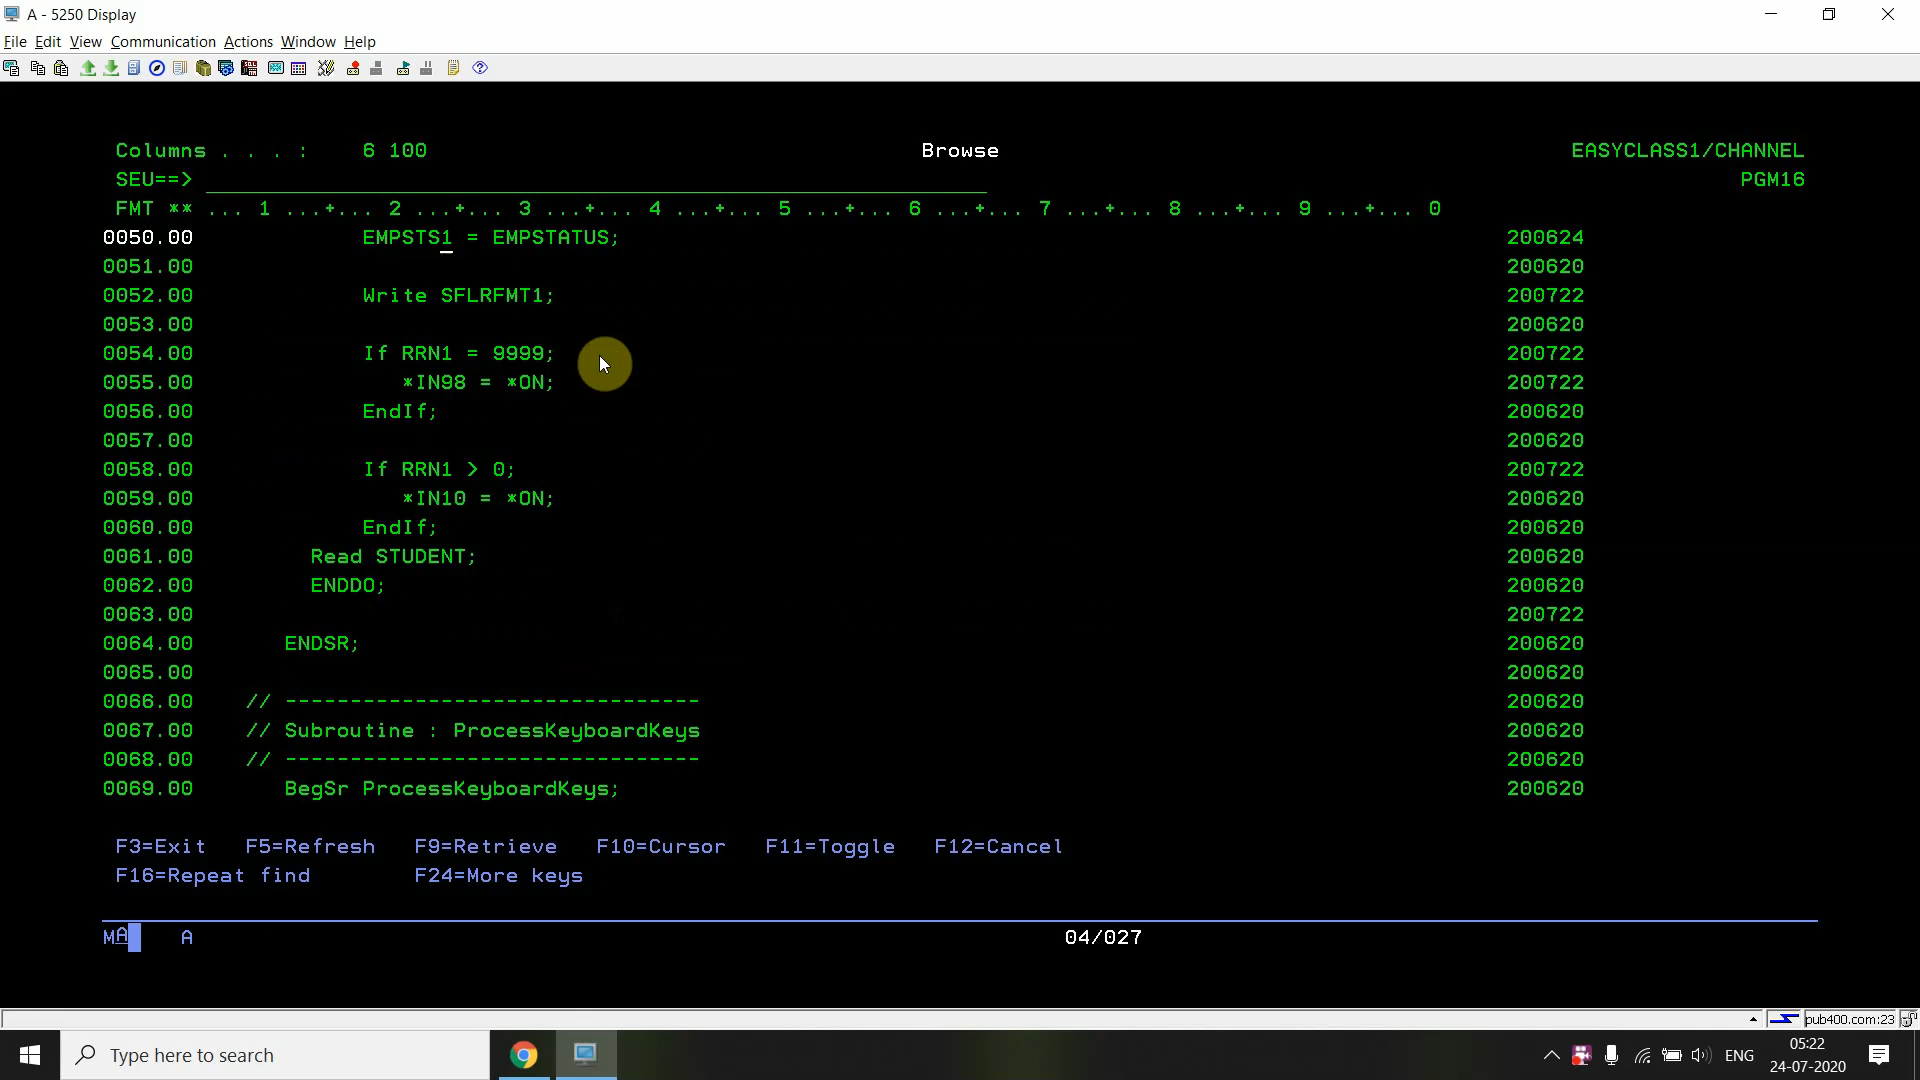 A - 5250 Display
File Edit View Communication Actions Window Help
Columns . . . : 6 100 Browse EASYCLASS1/CHANNEL
SEU==> PGM16
FMT ** ... 1 ...+... 2 ...+... 3 ...+... 4 ...+... 5 ...+... 6 ...+... 7 ...+... 8 ...+... 9 ...+... 0
0050.00 EMPSTS1 = EMPSTATUS; 200624
0051.00 200620
0052.00 Write SFLRFMT1; 200722
0053.00 200620
0054.00 If RRN1 = 9999; 200722
0055.00 *IN98 = *ON; 200722
0056.00 EndIf; 200620
0057.00 200620
0058.00 If RRN1 > 0; 200722
0059.00 *IN10 = *ON; 200620
0060.00 EndIf; 200620
0061.00 Read STUDENT; 200620
0062.00 ENDDO; 200620
0063.00 200722
0064.00 ENDSR; 200620
0065.00 200620
0066.00 // -------------------------------- 200620
0067.00 // Subroutine : ProcessKeyboardKeys 200620
0068.00 // -------------------------------- 200620
0069.00 BegSr ProcessKeyboardKeys; 200620
F3=Exit F5=Refresh F9=Retrieve F10=Cursor F11=Toggle F12=Cancel
F16=Repeat find F24=More keys
MA A 04/027
pub400.com:23
Type here to search ENG 05:22
24-07-2020